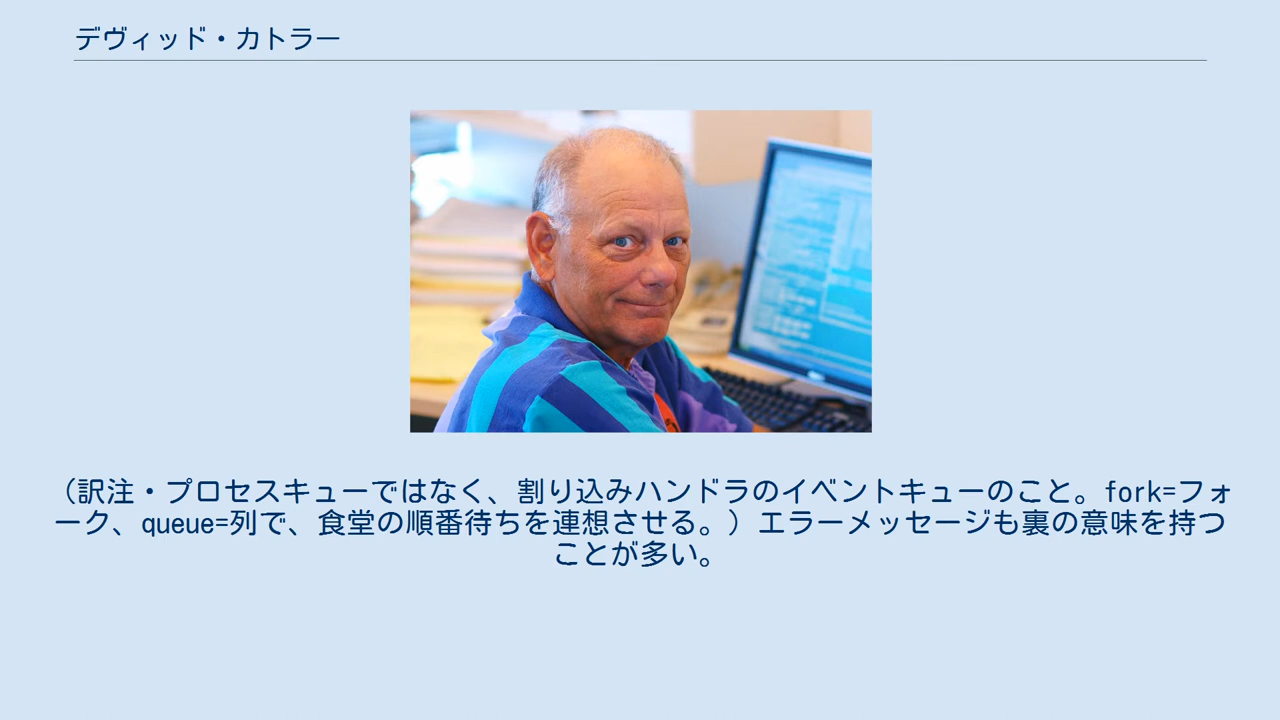 デヴィッド・カトラー
（訳注・プロセスキューではなく、割り込みハンドラのイベントキューのこと。fork=フォ
ーク、queue=列で、食堂の順番待ちを連想させる。）エラーメッセージも裏の意味を持つ
ことが多い。